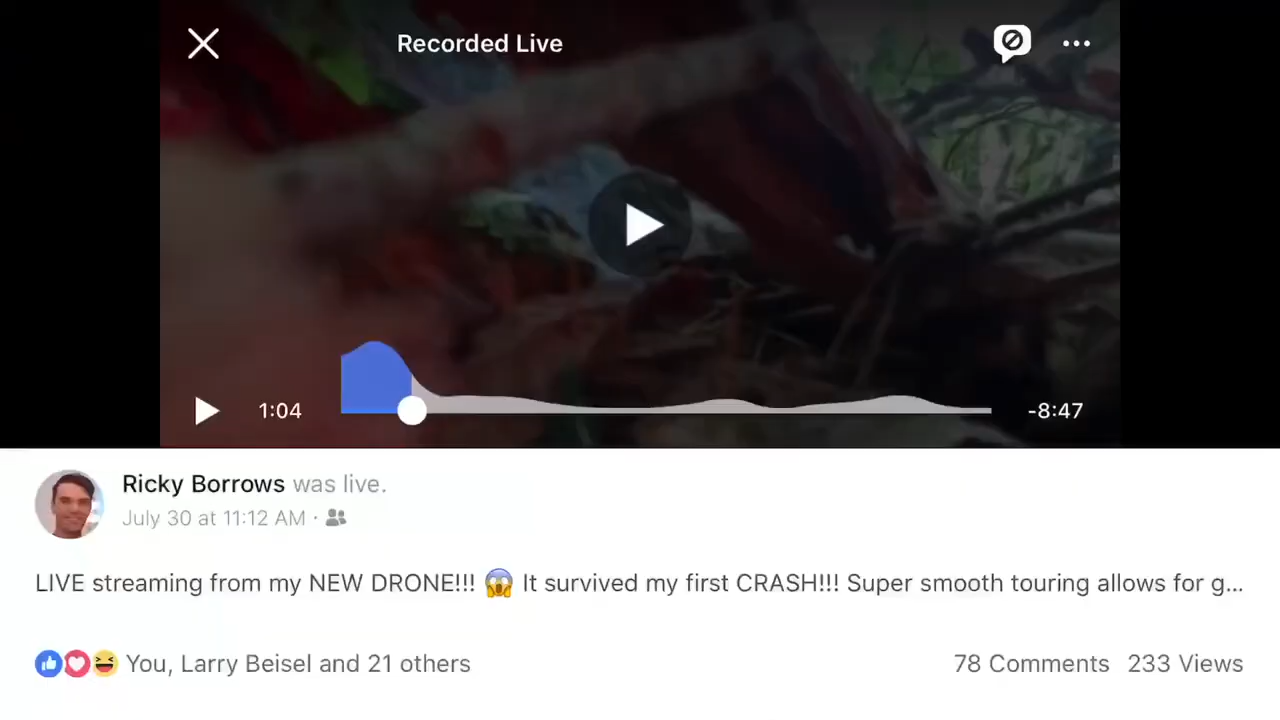 Recorded Live
1:04
-8:47
Ricky Borrows was live.
July 30 at 11:12 AM ·
LIVE streaming from my NEW DRONE!!! 😱 It survived my first CRASH!!! Super smooth touring allows for g...
You, Larry Beisel and 21 others
78 Comments 233 Views